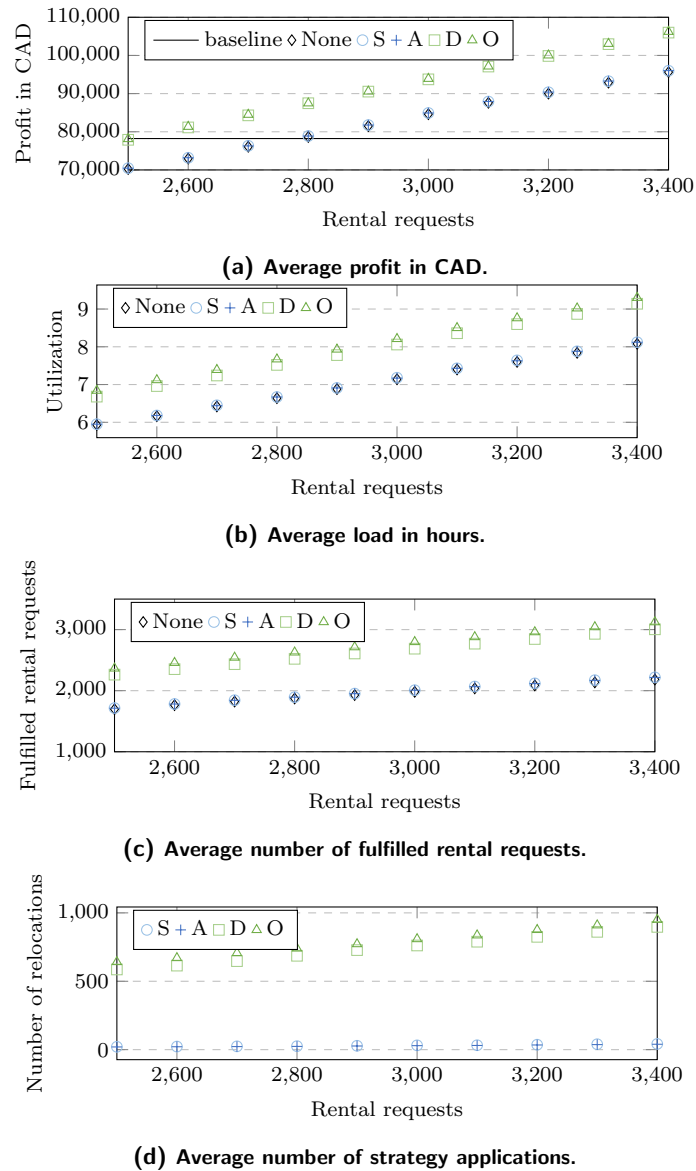 110,000
100,000
90,000
80,000
70,000
Profit in CAD
baseline None S A D O
2,600 2,800 3,000 3,200 3,400
Rental requests
(a) Average profit in CAD.
9
8
7
6
Utilization
None S A D O
2,600 2,800 3,000 3,200 3,400
Rental requests
(b) Average load in hours.
3,000
2,000
1,000
Fulfilled rental requests
None S A D O
2,600 2,800 3,000 3,200 3,400
Rental requests
(c) Average number of fulfilled rental requests.
1,000
500
0
Number of relocations
S A D O
2,600 2,800 3,000 3,200 3,400
Rental requests
(d) Average number of strategy applications.